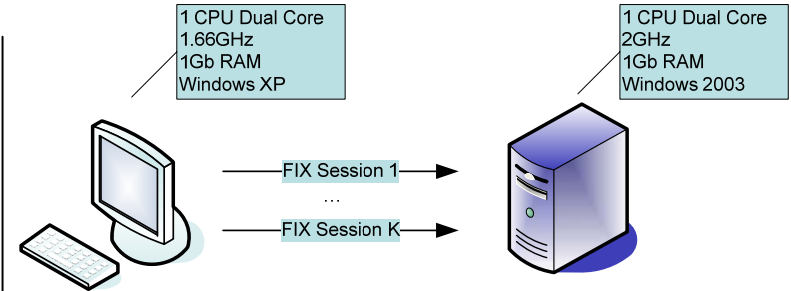 1 CPU Dual Core
1.66GHz
1Gb RAM
Windows XP
1 CPU Dual Core
2GHz
1Gb RAM
Windows 2003
FIX Session 1
...
FIX Session K